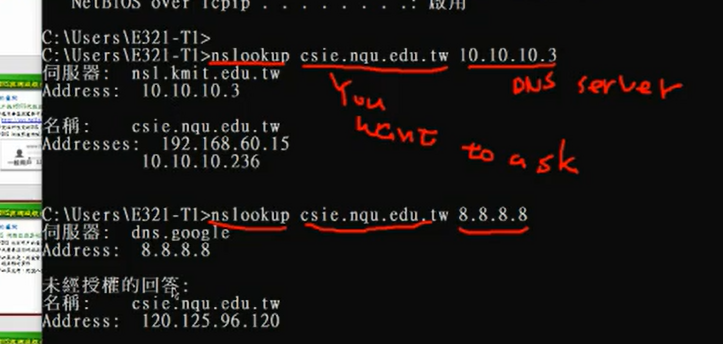 NetBIOS over Tcpip . . . . . . . . : 啟用
C:\Users\E321-T1>
C:\Users\E321-T1>nslookup csie.nqu.edu.tw 10.10.10.3
伺服器: ns1.kmit.edu.tw
Address: 10.10.10.3
DNS server
You
want to ask
名稱: csie.nqu.edu.tw
Addresses: 192.168.60.15
10.10.10.236
C:\Users\E321-T1>nslookup csie.nqu.edu.tw 8.8.8.8
伺服器: dns.google
Address: 8.8.8.8
未經授權的回答:
名稱: csie.nqu.edu.tw
Address: 120.125.96.120